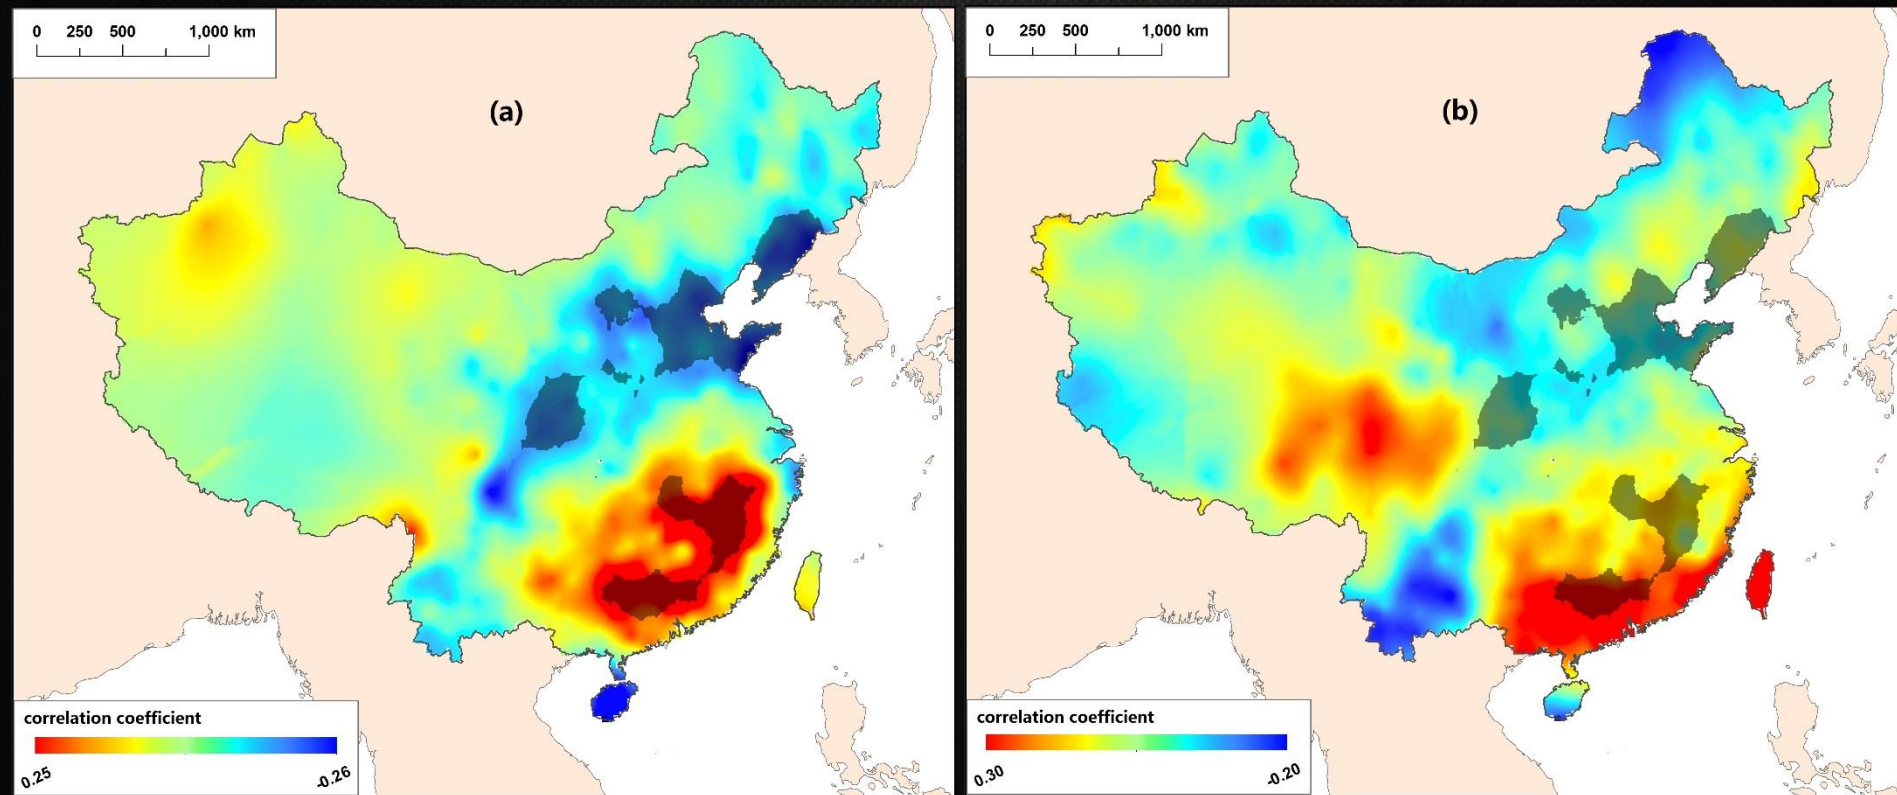 0 250 500 1,000 km
(a)
correlation coefficient
0.25 -0.26
0 250 500 1,000 km
(b)
correlation coefficient
0.30 -0.20